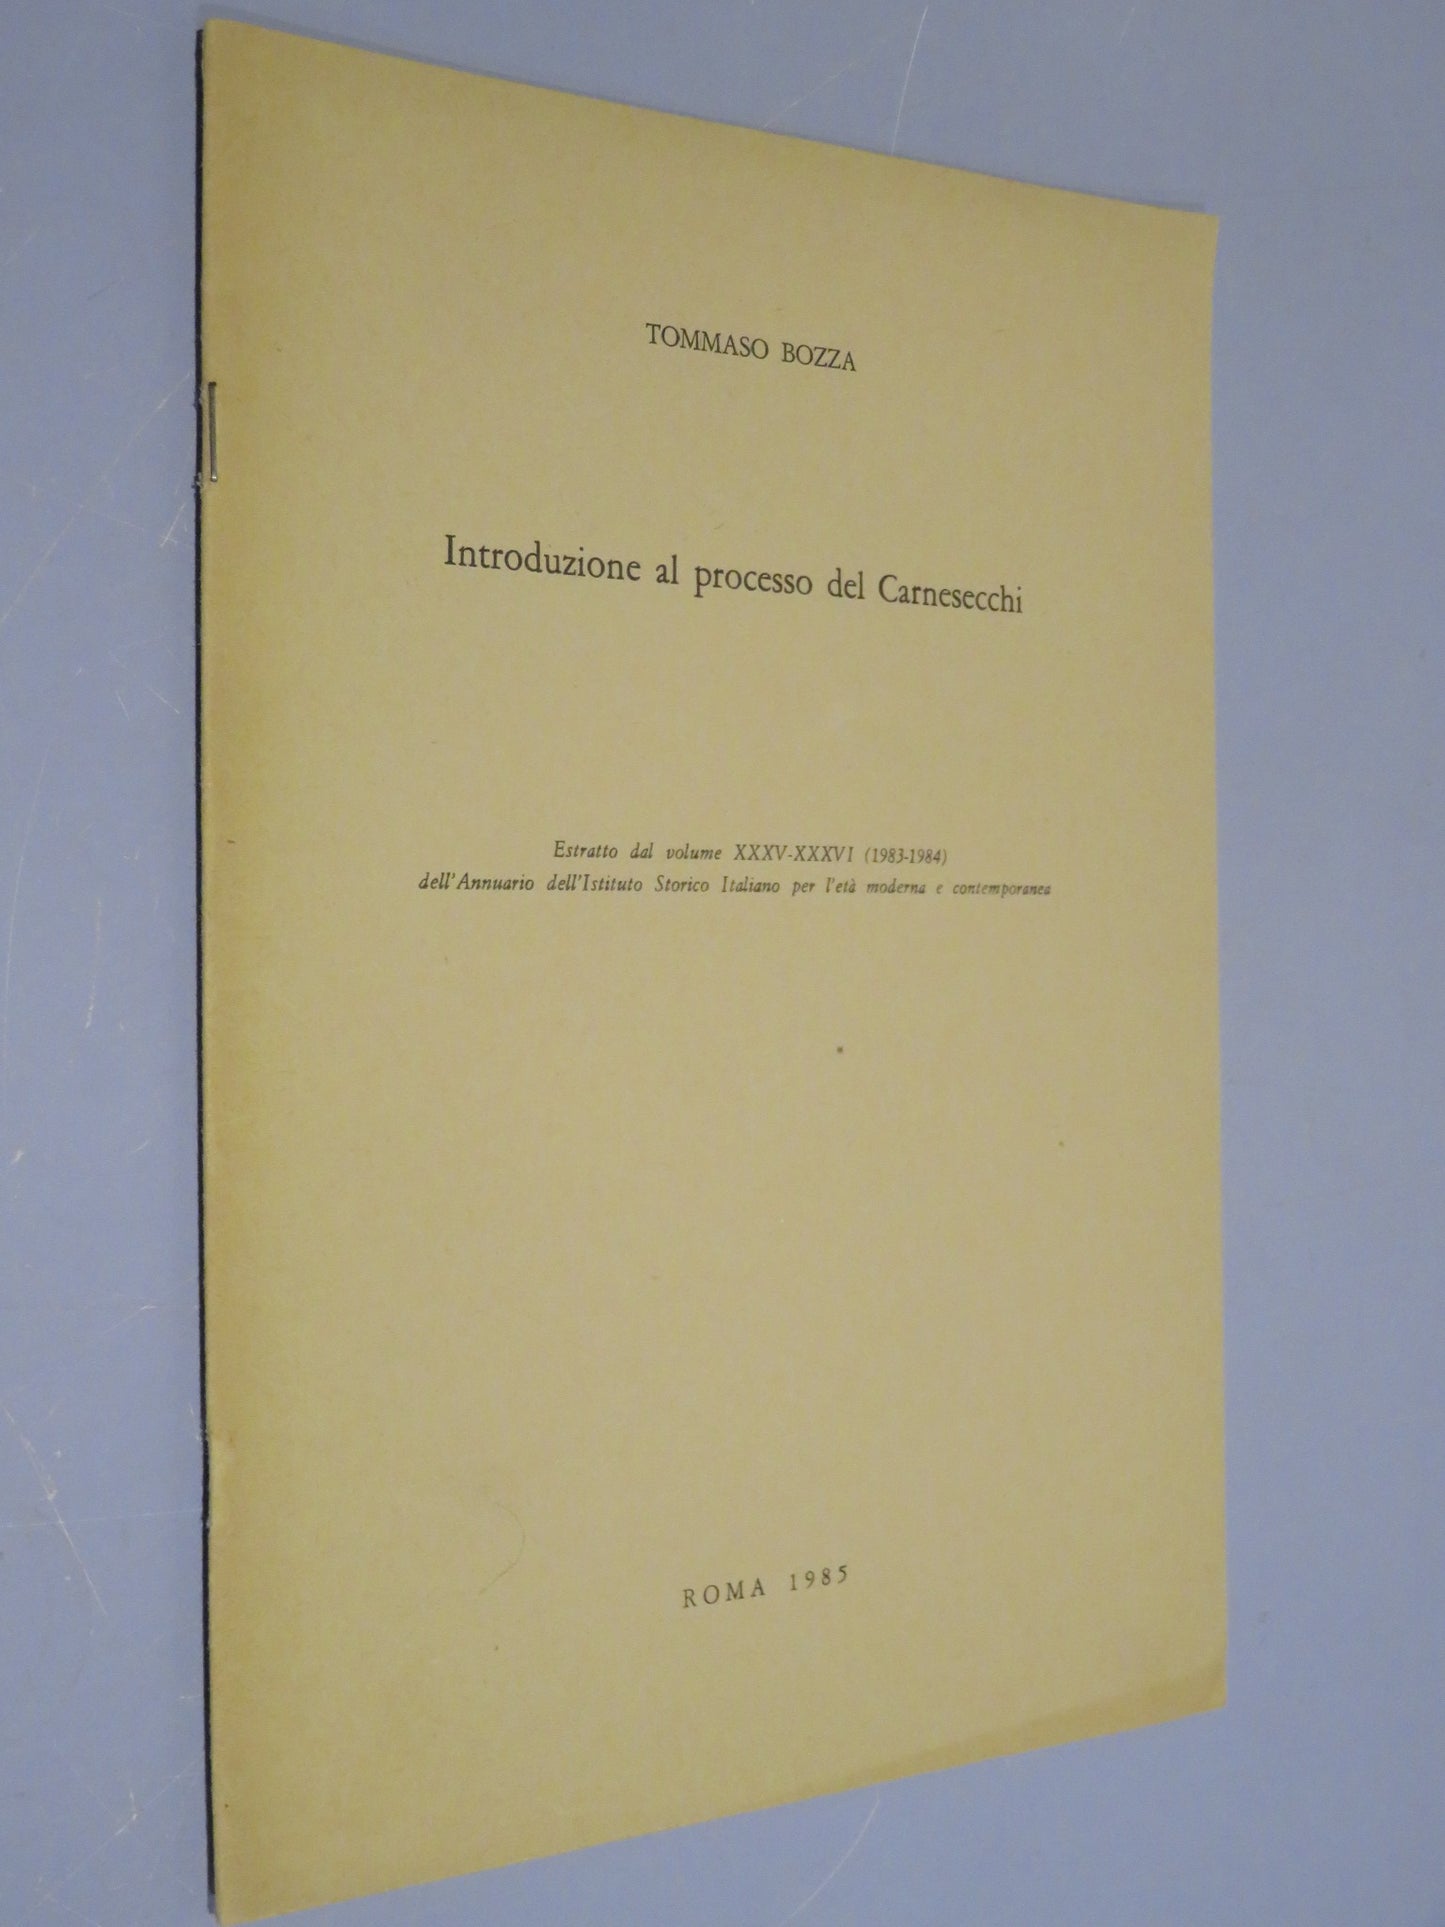 TOMMASO BOZZA
Introduzione al processo del Carnesecchi
Estratto dal volume XXXV-XXXVI (1983-1984)
dell'Annuario dell'Istituto Storico Italiano per l'età moderna e contemporanea
ROMA 1985